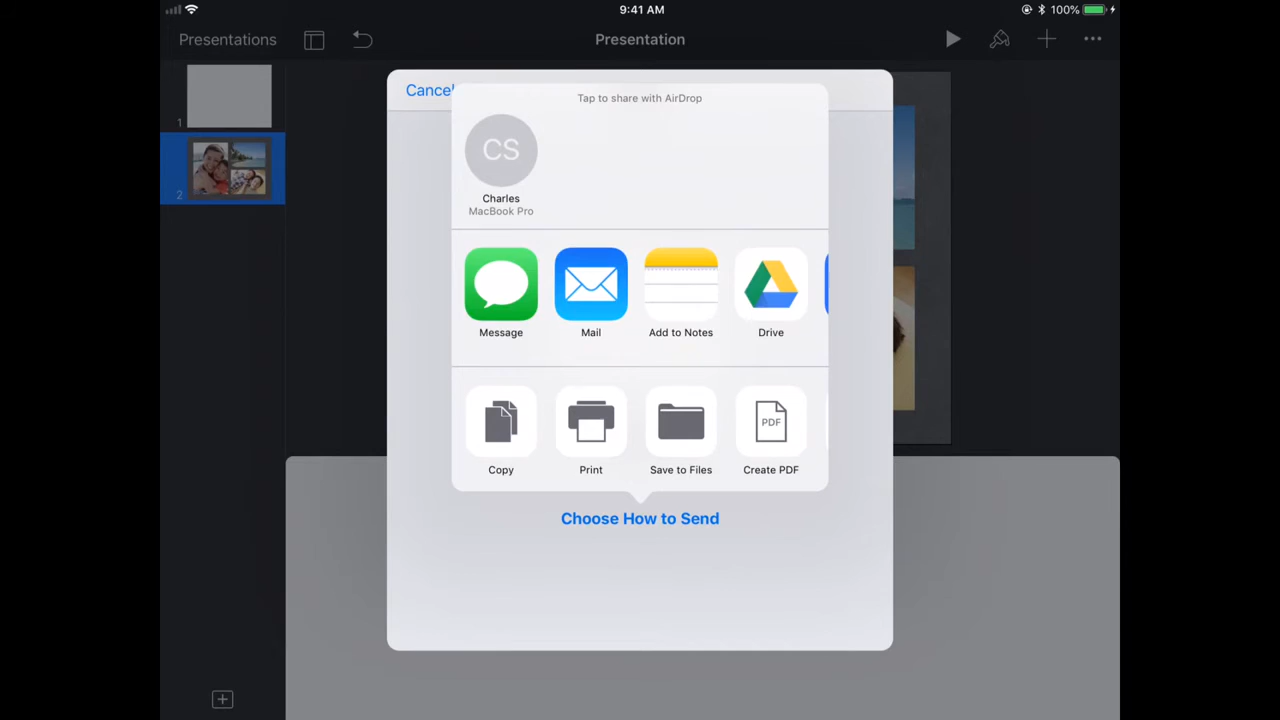 9:41 AM
100%
Presentations
Presentation
Cancel
Tap to share with AirDrop
CS
Charles
MacBook Pro
Message
Mail
Add to Notes
Drive
PDF
Copy
Print
Save to Files
Create PDF
Choose How to Send
1
2